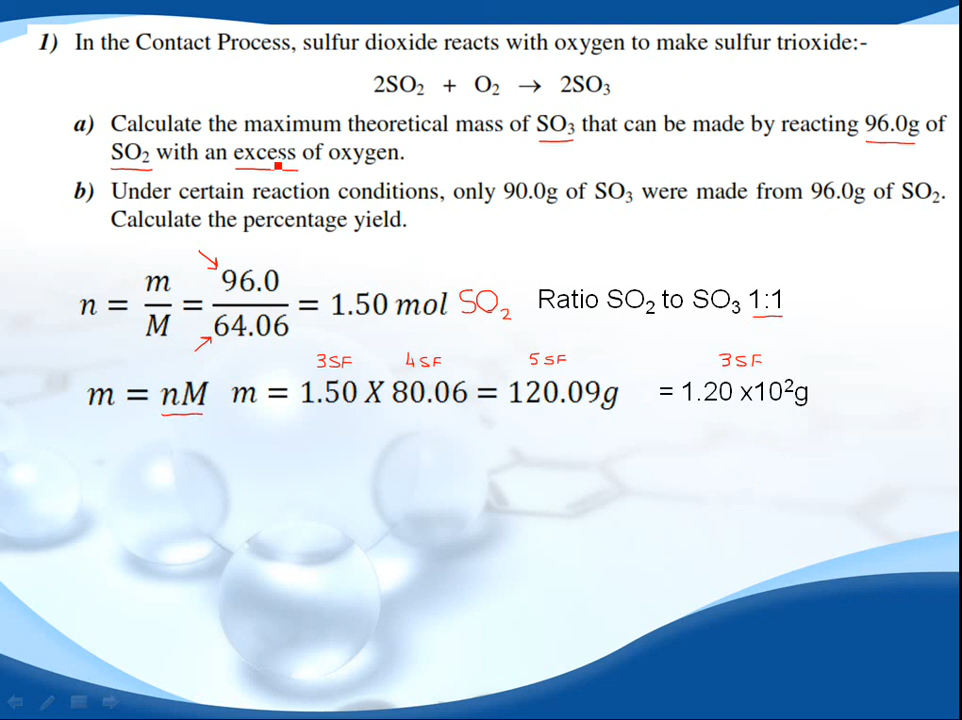 1) In the Contact Process, sulfur dioxide reacts with oxygen to make sulfur trioxide:-
2SO₂ + O₂ → 2SO₃
a) Calculate the maximum theoretical mass of SO₃ that can be made by reacting 96.0g of
SO₂ with an excess of oxygen.
b) Under certain reaction conditions, only 90.0g of SO₃ were made from 96.0g of SO₂.
Calculate the percentage yield.
n = m/M = 96.0/64.06 = 1.50 mol SO₂ Ratio SO₂ to SO₃ 1:1
3SF 4SF 5SF 3SF
m = nM m = 1.50 X 80.06 = 120.09g = 1.20 x10²g